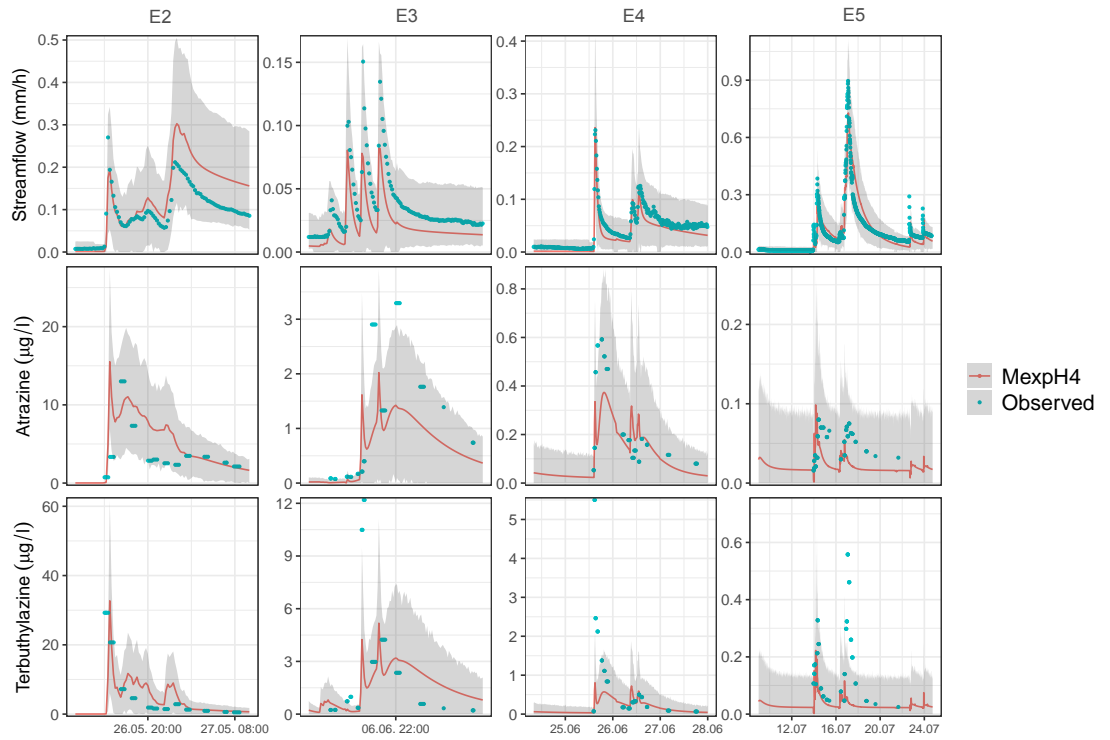 E2 E3 E4 E5
Streamflow (mm/h)
0.5 0.4 0.3 0.2 0.1 0.0
0.15 0.10 0.05 0.00
0.4 0.3 0.2 0.1 0.0
0.9 0.6 0.3 0.0
Atrazine (μg/l)
20 10 0
3 2 1 0
0.8 0.6 0.4 0.2 0.0
0.2 0.1 0.0
MexpH4
Observed
Terbuthylazine (μg/l)
60 40 20 0
12 9 6 3 0
5 4 3 2 1 0
0.6 0.4 0.2 0.0
26.05 20:00 27.05 08:00
06.06 22:00
25.06 26.06 27.06 28.06
12.07 16.07 20.07 24.07